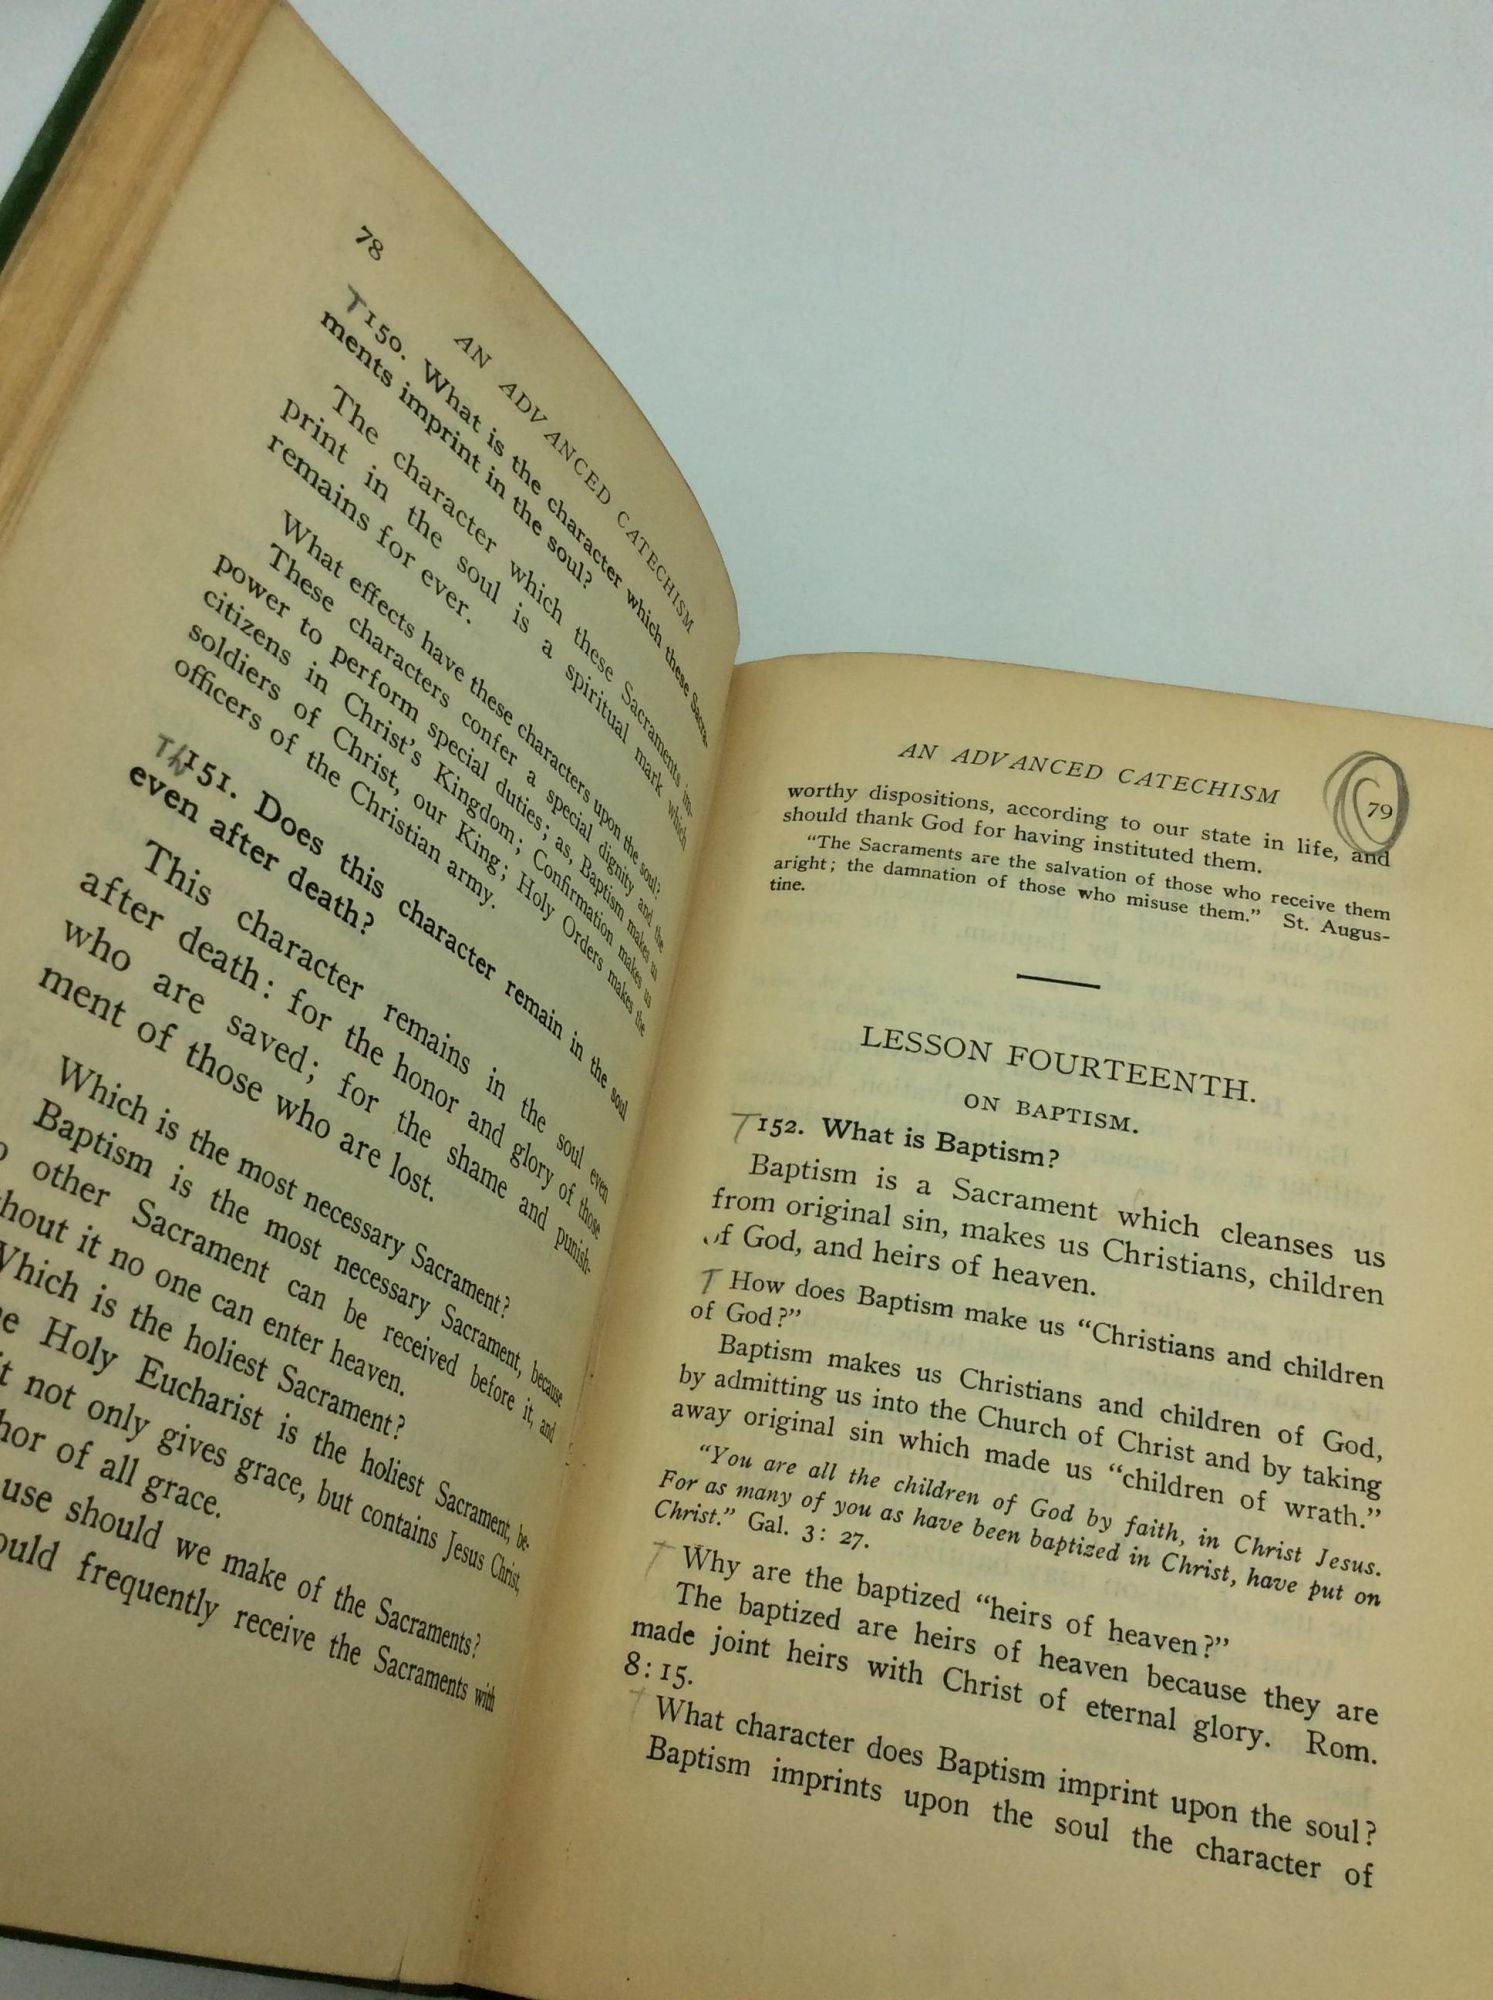 78
AN ADVANCED CATECHISM
T 150. What is the character which these Sacra-
ments imprint in the soul?
The character which these Sacraments im-
print in the soul is a spiritual mark which
remains for ever.
What effects have these characters upon the soul?
These characters confer a special dignity and the
power to perform special duties; as, Baptism makes us
citizens in Christ's Kingdom; Confirmation makes us
soldiers of Christ, our King; Holy Orders makes the
officers of the Christian army.
151. Does this character remain in the soul
even after death?
This character remains in the soul even
after death: for the honor and glory of those
who are saved; for the shame and punish-
ment of those who are lost.
Which is the most necessary Sacrament?
Baptism is the most necessary Sacrament, because
other Sacrament can be received before it, and
hout it no one can enter heaven.
Which is the holiest Sacrament?
e Holy Eucharist is the holiest Sacrament, be-
t not only gives grace, but contains Jesus Christ,
hor of all grace.
use should we make of the Sacraments?
ould frequently receive the Sacraments with
AN ADVANCED CATECHISM 79
worthy dispositions, according to our state in life, and
should thank God for having instituted them.
"The Sacraments are the salvation of those who receive them
aright; the damnation of those who misuse them." St. Augus-
tine.
LESSON FOURTEENTH.
ON BAPTISM.
T 152. What is Baptism?
Baptism is a Sacrament which cleanses us
from original sin, makes us Christians, children
of God, and heirs of heaven.
T How does Baptism make us "Christians and children
of God?"
Baptism makes us Christians and children of God,
by admitting us into the Church of Christ and by taking
away original sin which made us "children of wrath."
"You are all the children of God by faith, in Christ Jesus.
For as many of you as have been baptized in Christ, have put on
Christ." Gal. 3: 27.
T Why are the baptized "heirs of heaven?"
The baptized are heirs of heaven because they are
made joint heirs with Christ of eternal glory. Rom.
8: 15.
T What character does Baptism imprint upon the soul?
Baptism imprints upon the soul the character of